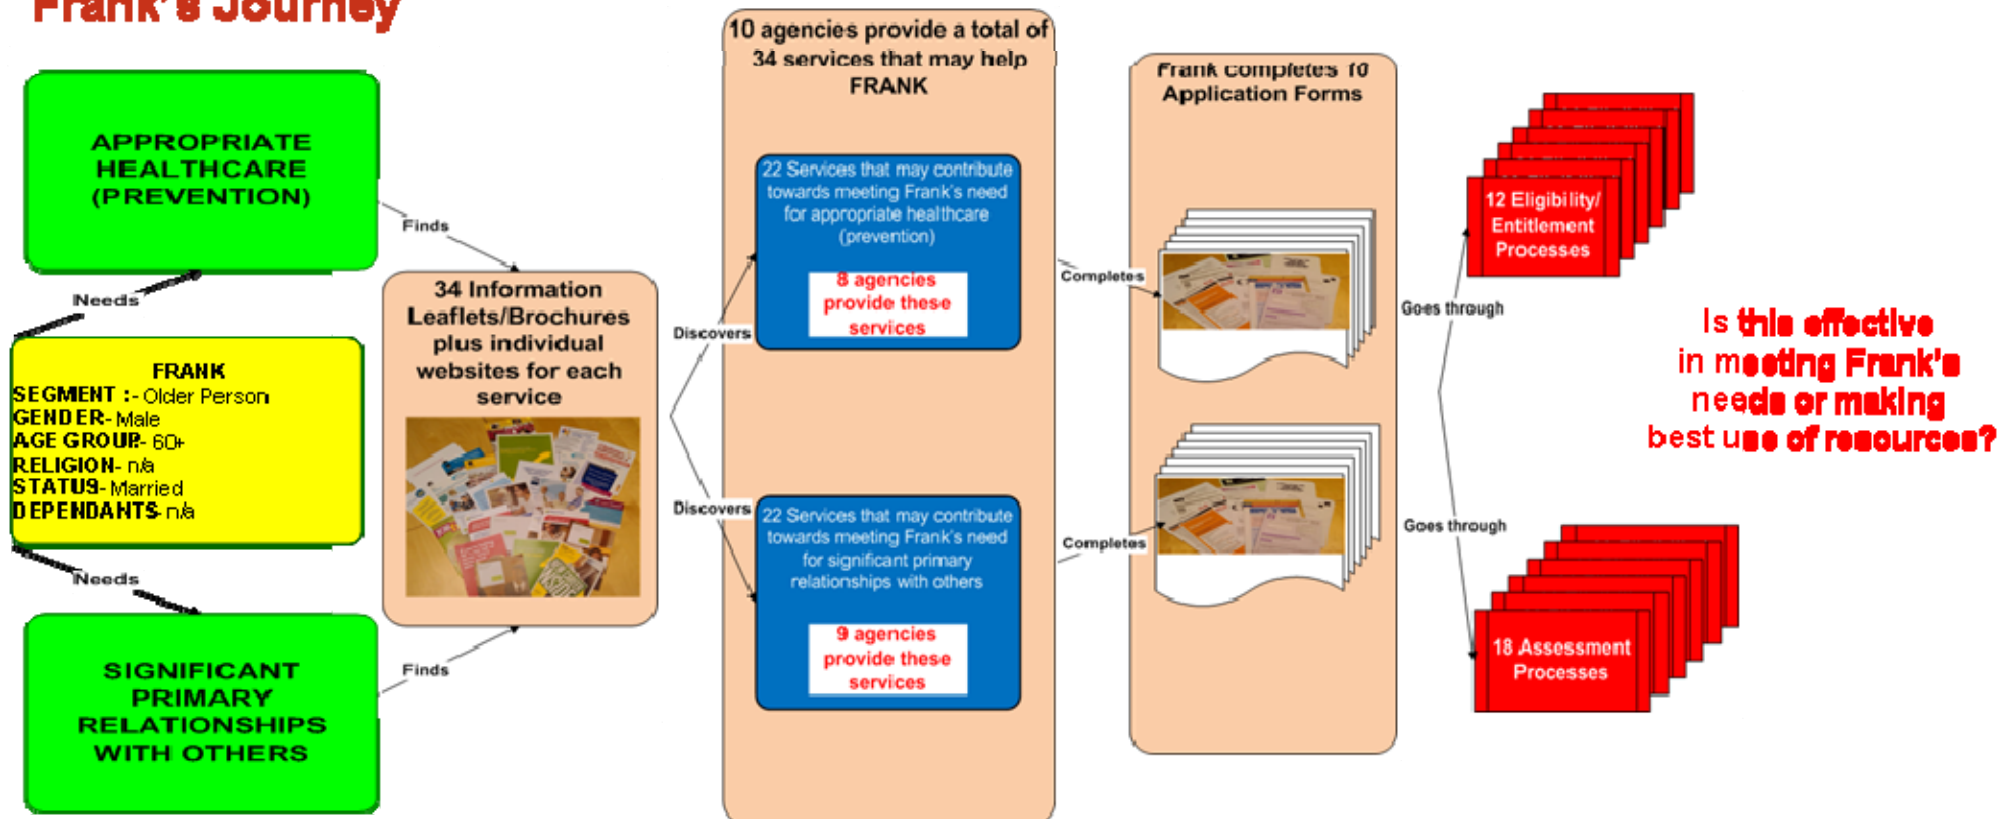 Frank's Journey
APPROPRIATE
HEALTHCARE
(PREVENTION)
Needs
FRANK
SEGMENT :- Older Person
GENDER- Male
AGE GROUP- 60+
RELIGION- n/a
STATUS- Married
DEPENDANTS- n/a
Needs
SIGNIFICANT
PRIMARY
RELATIONSHIPS
WITH OTHERS
Finds
Finds
34 Information
Leaflets/Brochures
plus individual
websites for each
service
Discovers
Discovers
10 agencies provide a total of
34 services that may help
FRANK
22 Services that may contribute
towards meeting Frank's need
for appropriate healthcare
(prevention)
8 agencies
provide these
services
22 Services that may contribute
towards meeting Frank's need
for significant primary
relationships with others
9 agencies
provide these
services
Completes
Completes
Frank completes 10
Application Forms
Goes through
Goes through
12 Eligibility/
Entitlement
Processes
18 Assessment
Processes
Is this effective
in meeting Frank's
needs or making
best use of resources?